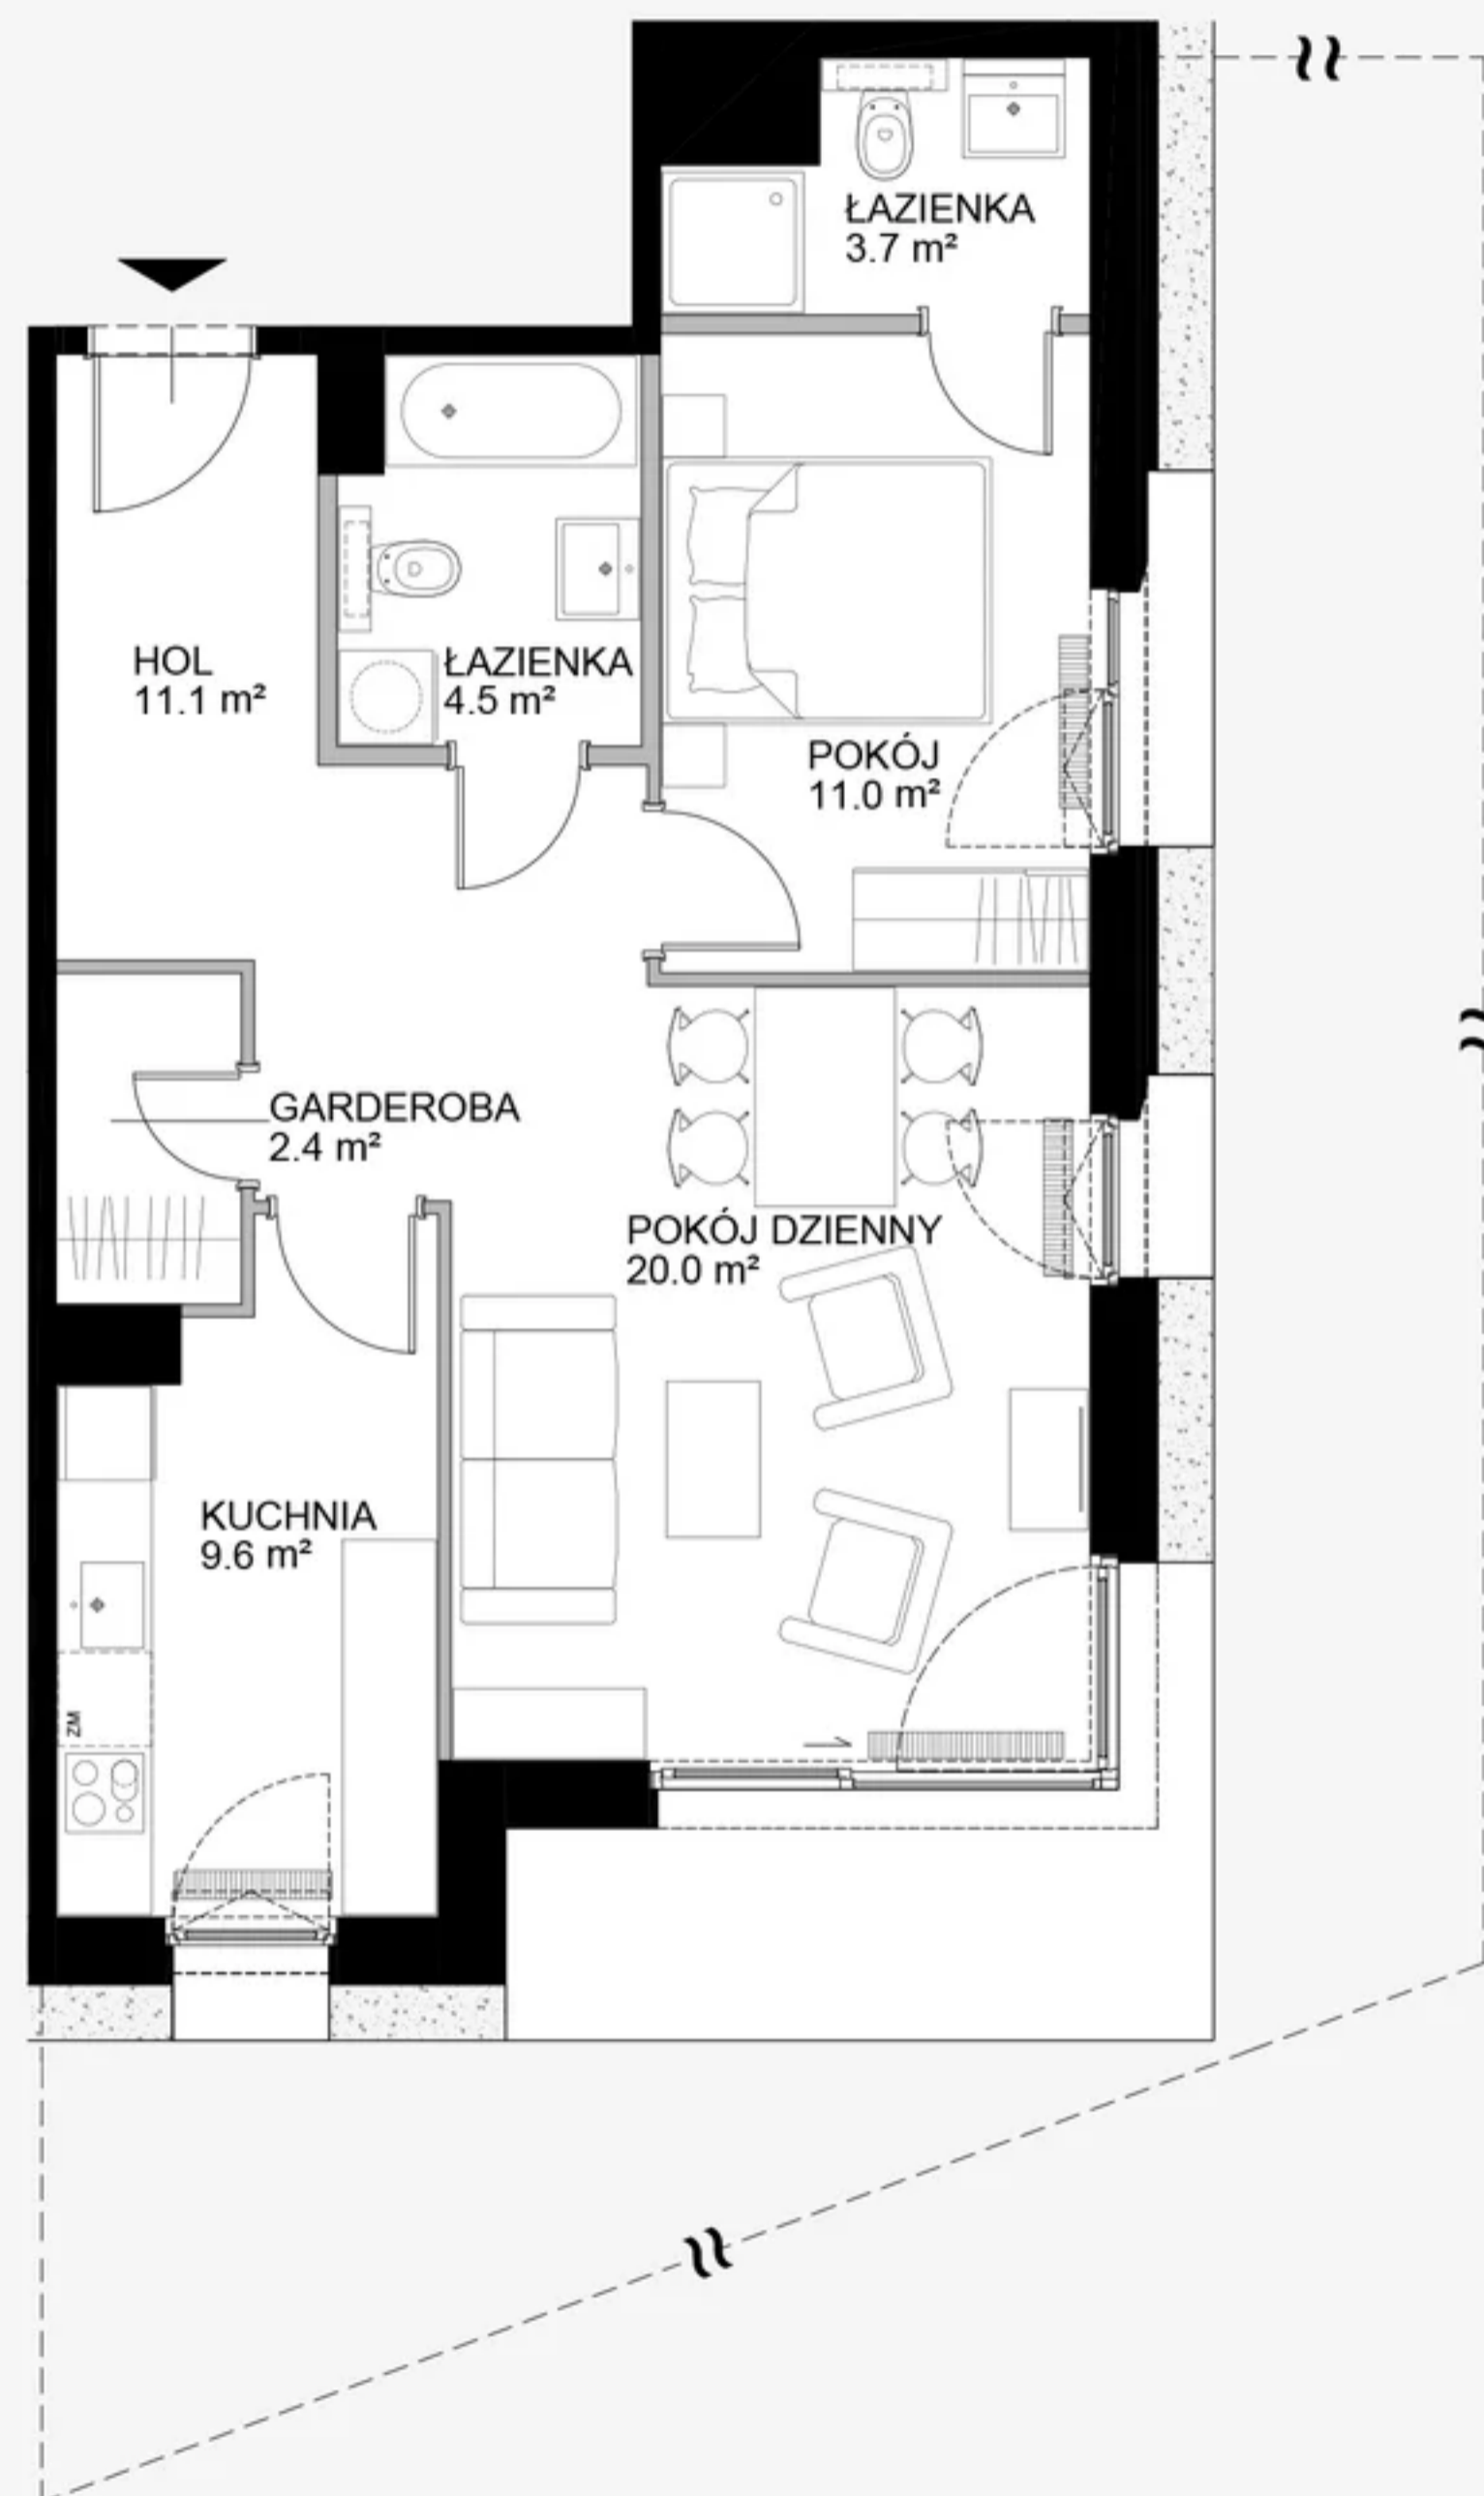 ŁAZIENKA
3.7 m²
HOL
11.1 m²
ŁAZIENKA
4.5 m²
POKÓJ
11.0 m²
GARDEROBA
2.4 m²
POKÓJ DZIENNY
20.0 m²
KUCHNIA
9.6 m²
ZM